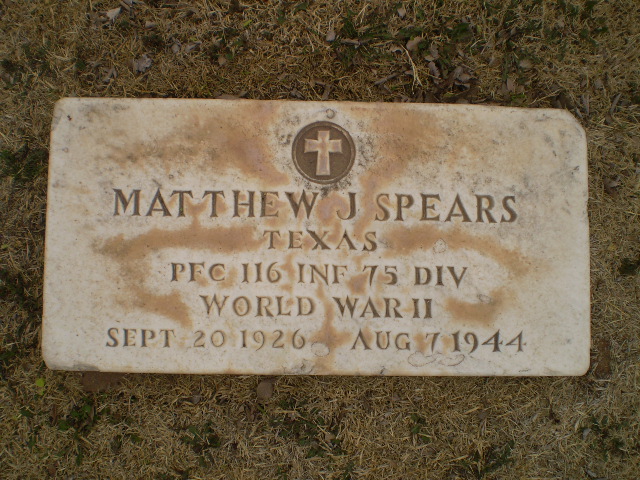 MATTHEW J SPEARS
TEXAS
PFC 116 INF 75 DIV
WORLD WAR II
SEPT 20 1926 AUG 7 1944